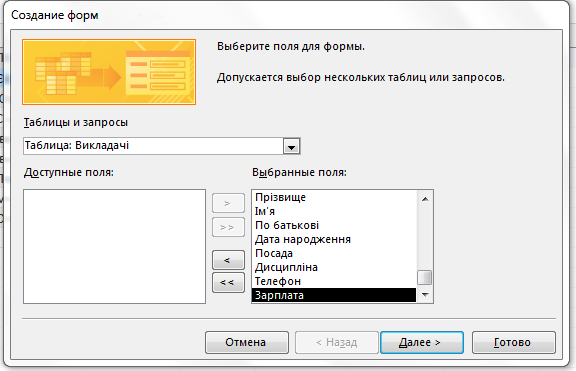 Создание форм
Выберите поля для формы.
Допускается выбор нескольких таблиц или запросов.
Таблицы и запросы
Таблица: Викладачі
Доступные поля:
Выбранные поля:
>
>>
<
<<
Прізвище
Ім'я
По батькові
Дата народження
Посада
Дисципліна
Телефон
Зарплата
Отмена
< Назад
Далее >
Готово